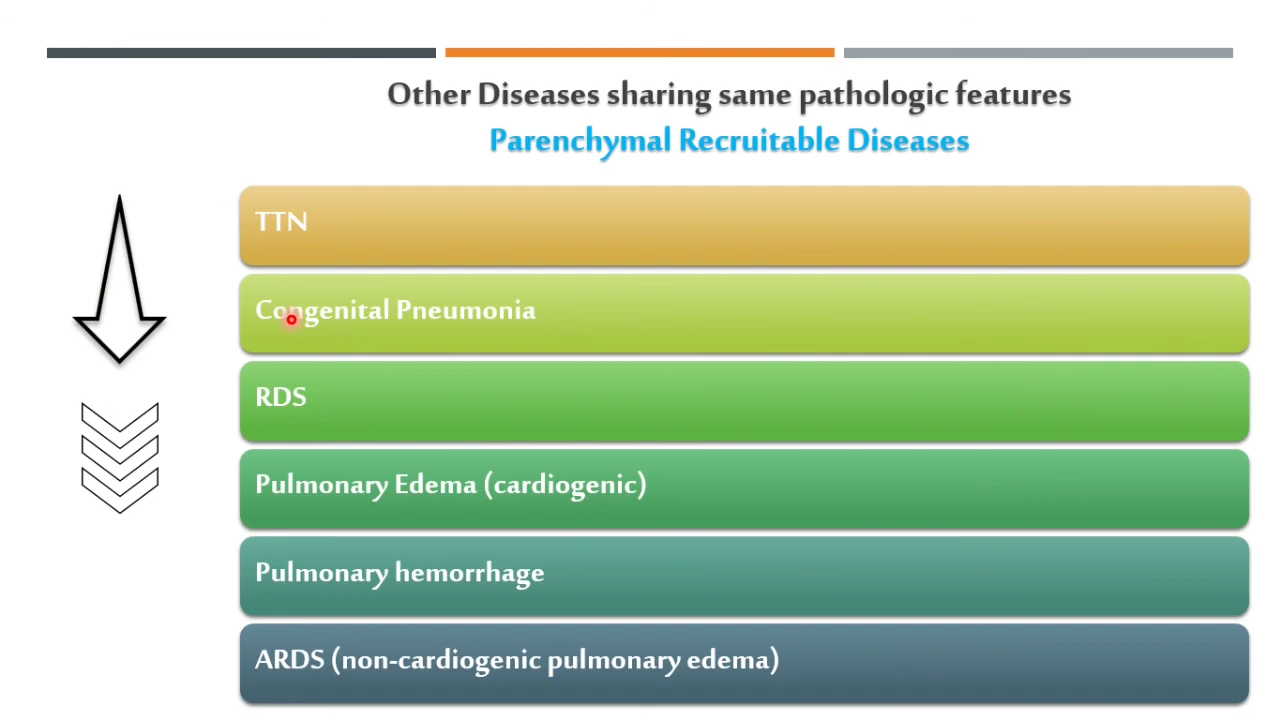 Other Diseases sharing same pathologic features
Parenchymal Recruitable Diseases
TTN
Congenital Pneumonia
RDS
Pulmonary Edema (cardiogenic)
Pulmonary hemorrhage
ARDS (non-cardiogenic pulmonary edema)